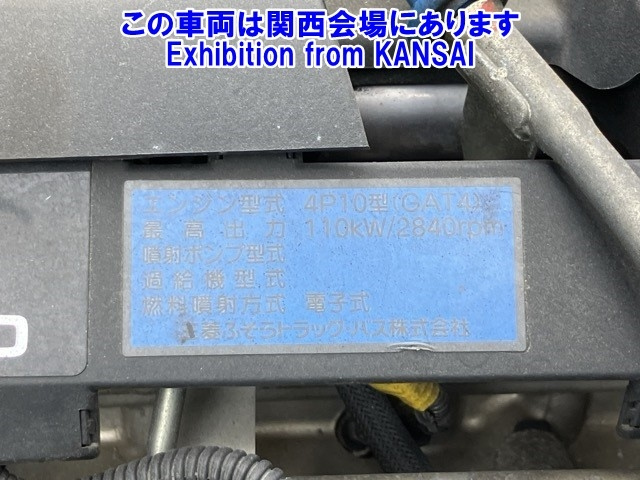 この車両は関西会場にあります
Exhibition from KANSAI
エンジン型式 4P10型(GAT4)
最高出力 110kW/2840rpm
噴射ポンプ型式
過給機型式
燃料噴射方式 電子式
三菱ふそうトラック・バス株式会社